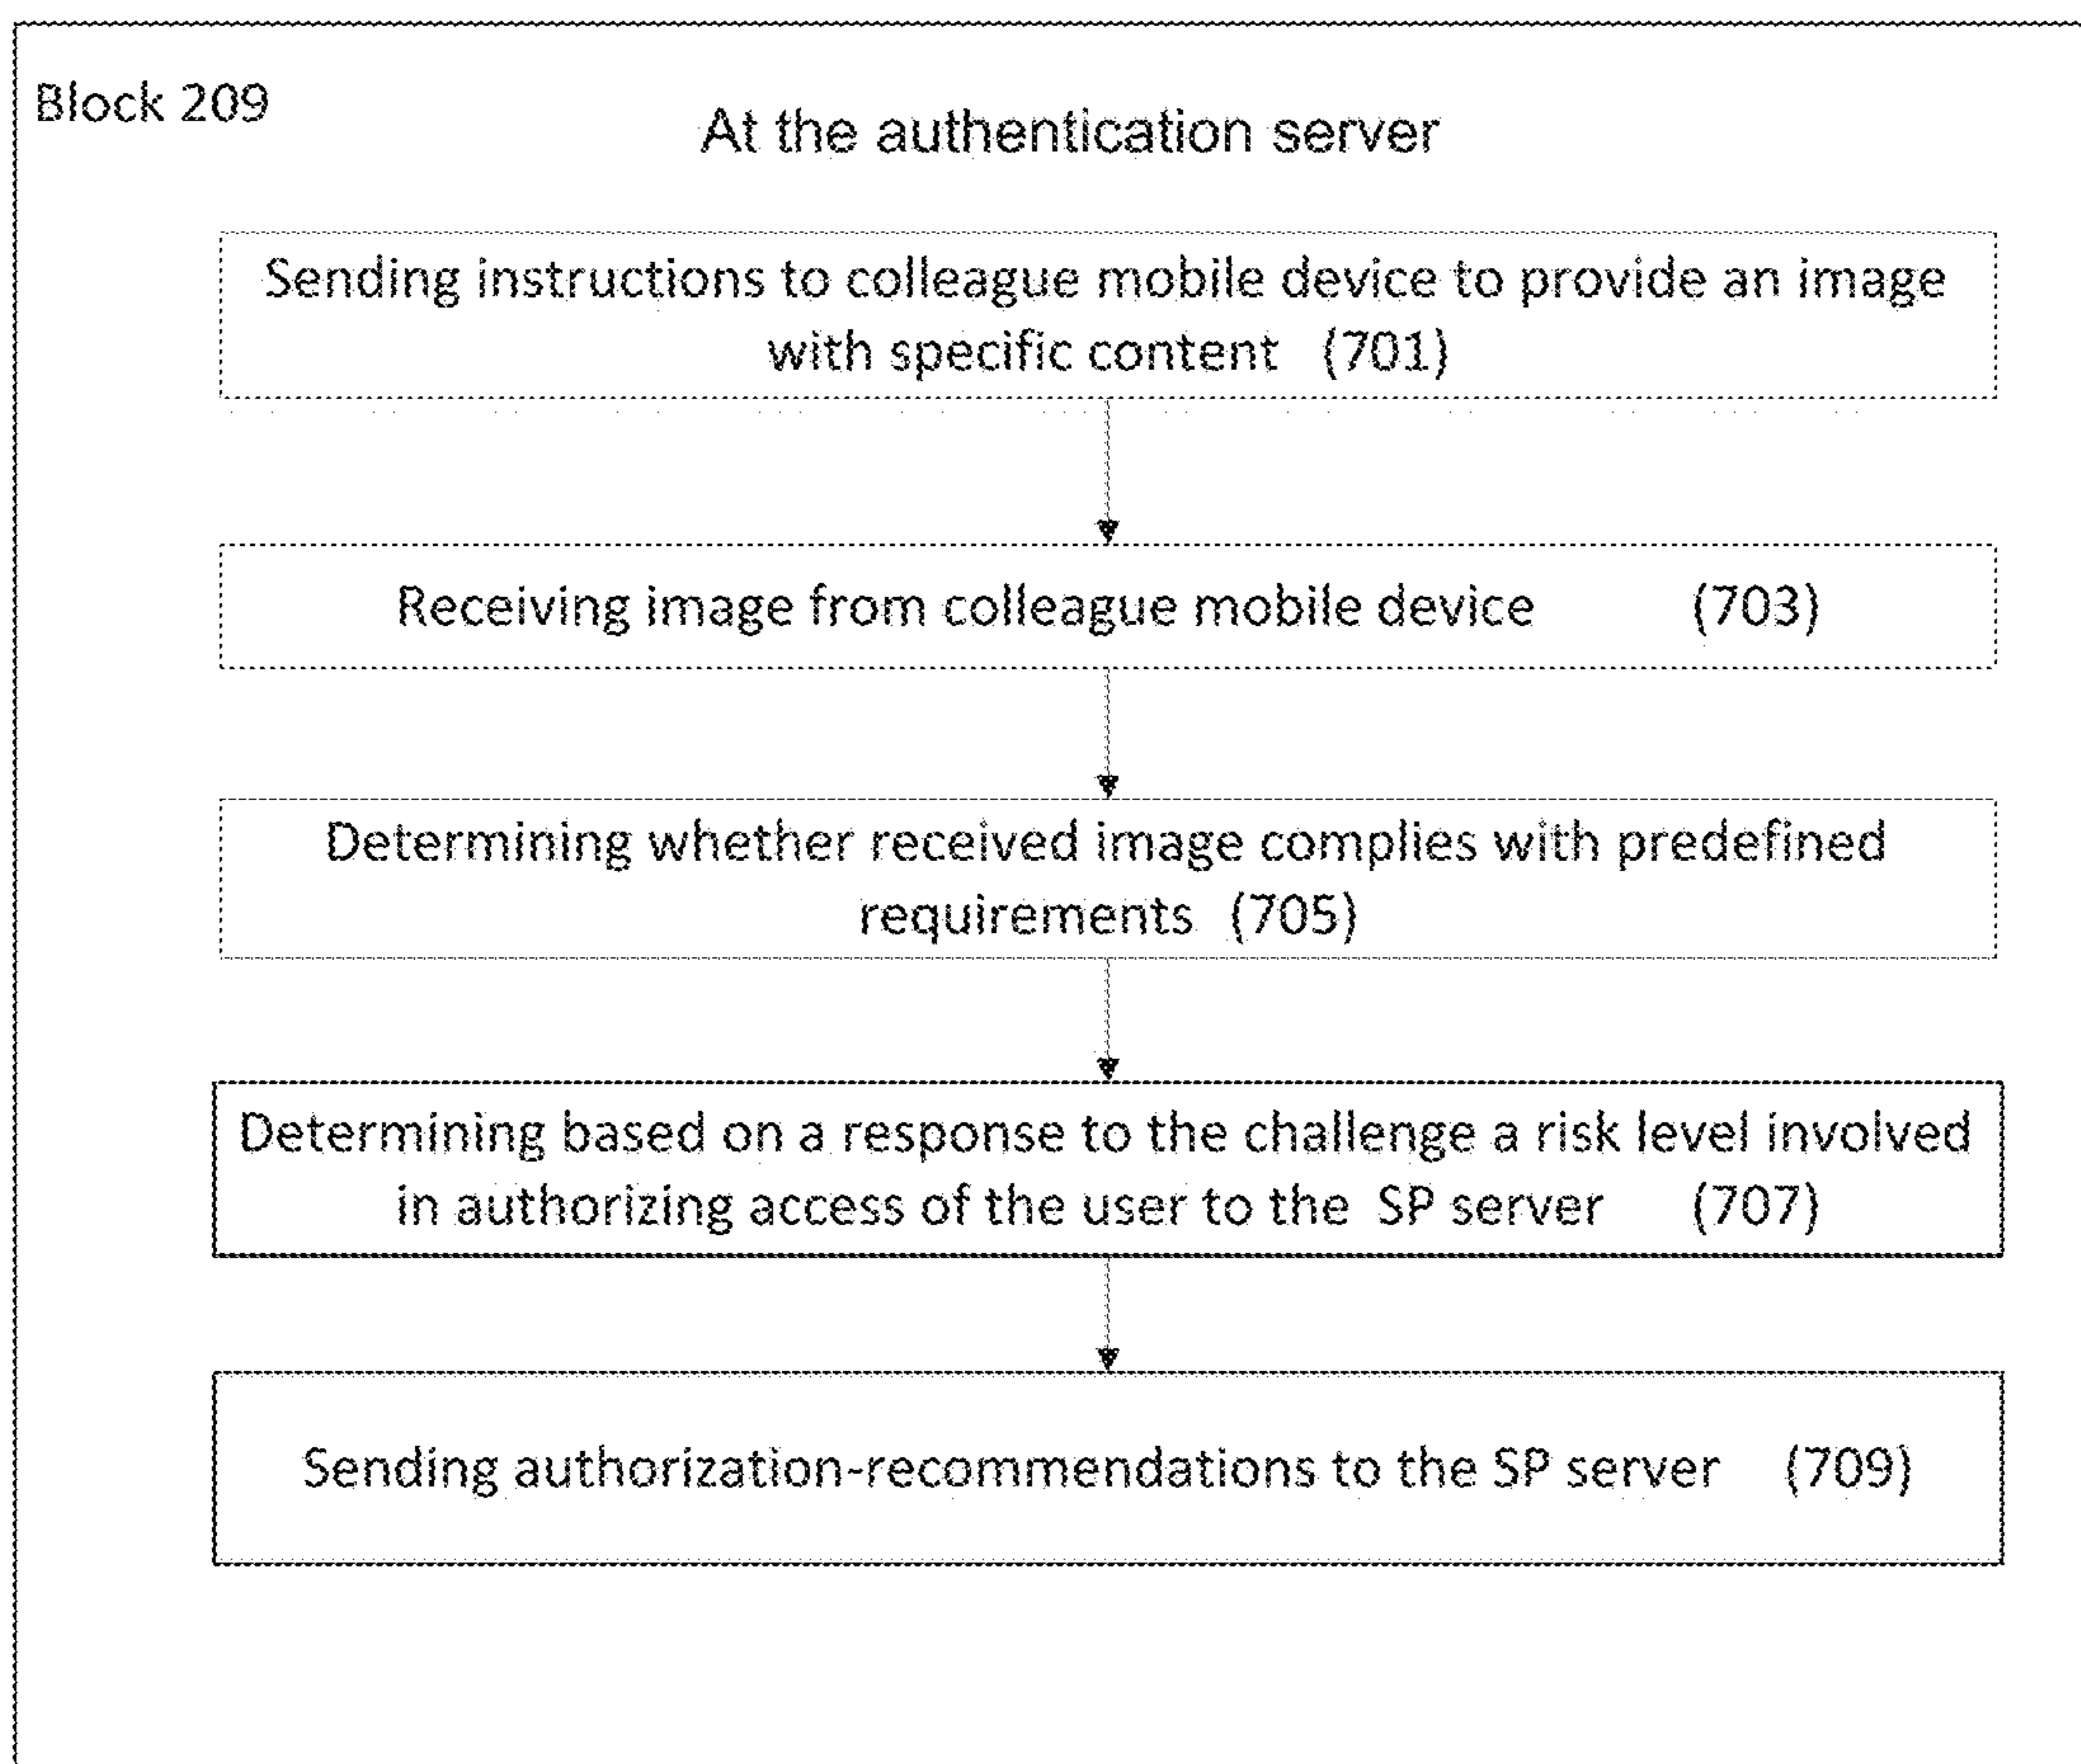 Block 209
At the authentication server
Sending instructions to colleague mobile device to provide an image
with specific content (701)
Receiving image from colleague mobile device (703)
Determining whether received image complies with predefined
requirements (705)
Determining based on a response to the challenge a risk level involved
in authorizing access of the user to the SP server (707)
Sending authorization-recommendations to the SP server (709)